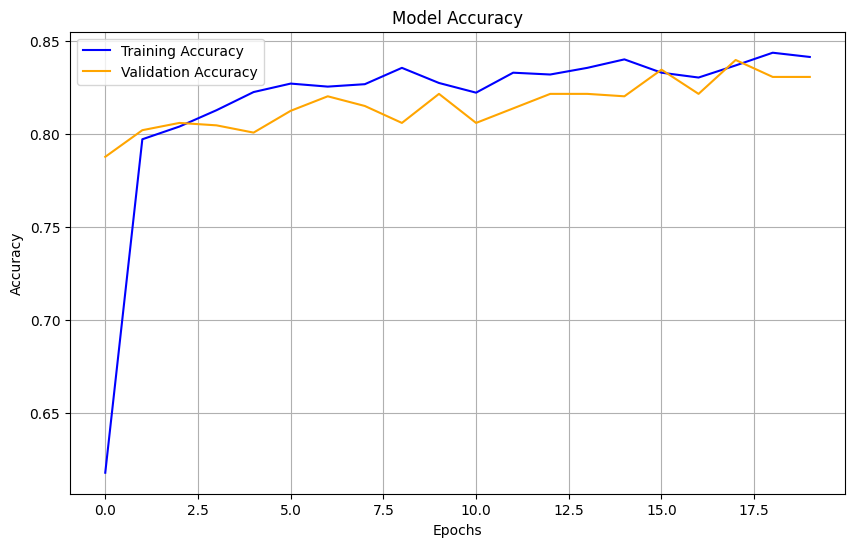 Model Accuracy
Training Accuracy
Validation Accuracy
0.85
0.80
0.75
0.70
0.65
Accuracy
0.0 2.5 5.0 7.5 10.0 12.5 15.0 17.5
Epochs